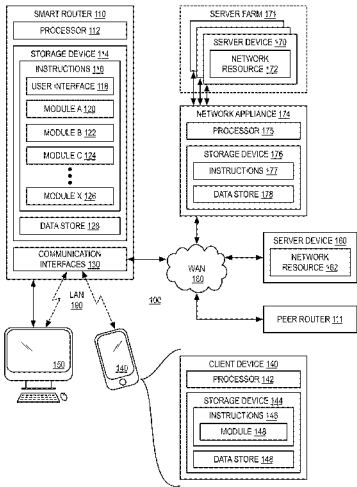 SMART ROUTER 110
PROCESSOR 112
STORAGE DEVICE 114
INSTRUCTIONS 116
USER INTERFACE 118
MODULE A 120
MODULE B 122
MODULE C 124
MODULE X 126
DATA STORE 128
COMMUNICATION
INTERFACES 130
LAN
190
150
140
100
SERVER FARM 171
SERVER DEVICE 170
NETWORK
RESOURCE 172
NETWORK APPLIANCE 174
PROCESSOR 175
STORAGE DEVICE 176
INSTRUCTIONS 177
DATA STORE 178
WAN
180
SERVER DEVICE 160
NETWORK
RESOURCE 162
PEER ROUTER 111
CLIENT DEVICE 140
PROCESSOR 142
STORAGE DEVICE 144
INSTRUCTIONS 146
MODULE 148
DATA STORE 148